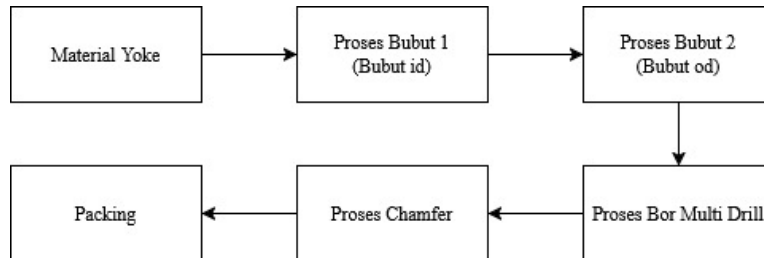 Material Yoke
Proses Bubut 1
(Bubut id)
Proses Bubut 2
(Bubut od)
Proses Bor Multi Drill
Proses Chamfer
Packing